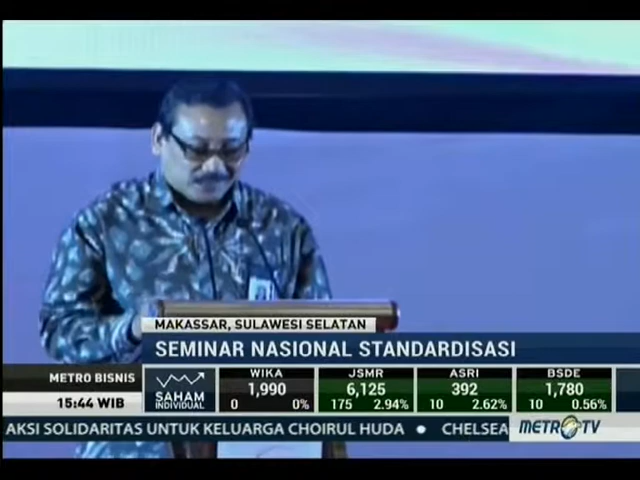 MAKASSAR, SULAWESI SELATAN
SEMINAR NASIONAL STANDARDISASI
METRO BISNIS
15:44 WIB
SAHAM
INDIVIDUAL
WIKA
1,990
0 0%
JSMR
6,125
175 2.94%
ASRI
392
10 2.62%
BSDE
1,780
10 0.56%
AKSI SOLIDARITAS UNTUK KELUARGA CHOIRUL HUDA • CHELSEA
METRO TV